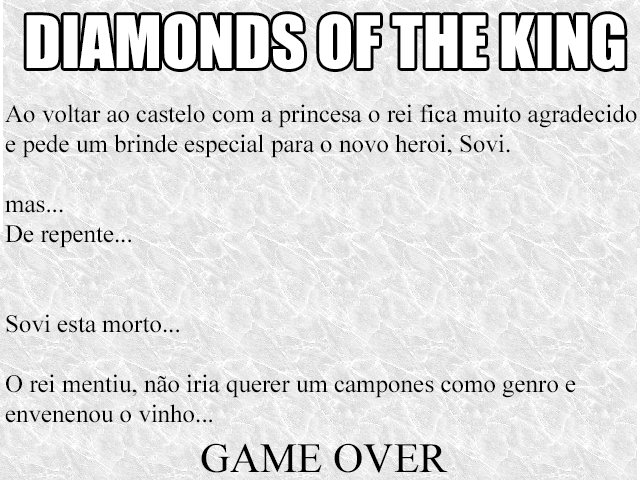 DIAMONDS OF THE KING
Ao voltar ao castelo com a princesa o rei fica muito agradecido
e pede um brinde especial para o novo heroi, Sovi.
mas...
De repente...
Sovi esta morto...
O rei mentiu, não iria querer um campones como genro e
envenenou o vinho...
GAME OVER